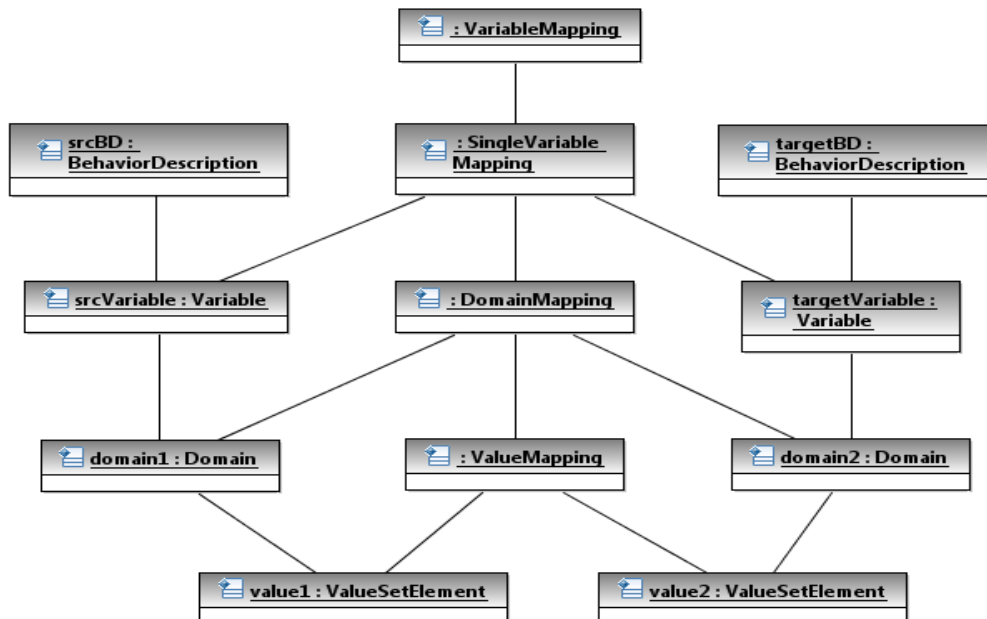 : VariableMapping
srcBD :
BehaviorDescription
: SingleVariable
Mapping
targetBD :
BehaviorDescription
srcVariable : Variable
: DomainMapping
targetVariable :
Variable
domain1 : Domain
: ValueMapping
domain2 : Domain
value1 : ValueSetElement
value2 : ValueSetElement